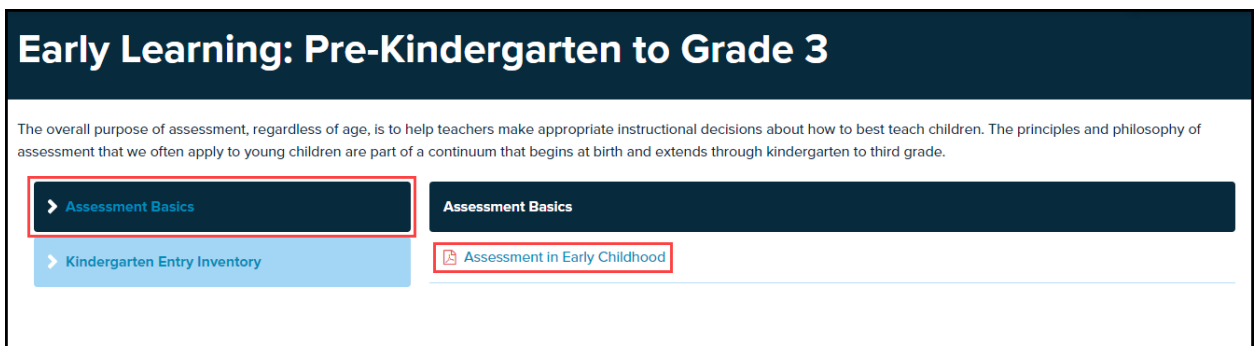 Early Learning: Pre-Kindergarten to Grade 3
The overall purpose of assessment, regardless of age, is to help teachers make appropriate instructional decisions about how to best teach children. The principles and philosophy of
assessment that we often apply to young children are part of a continuum that begins at birth and extends through kindergarten to third grade.
Assessment Basics
Kindergarten Entry Inventory
Assessment Basics
Assessment in Early Childhood